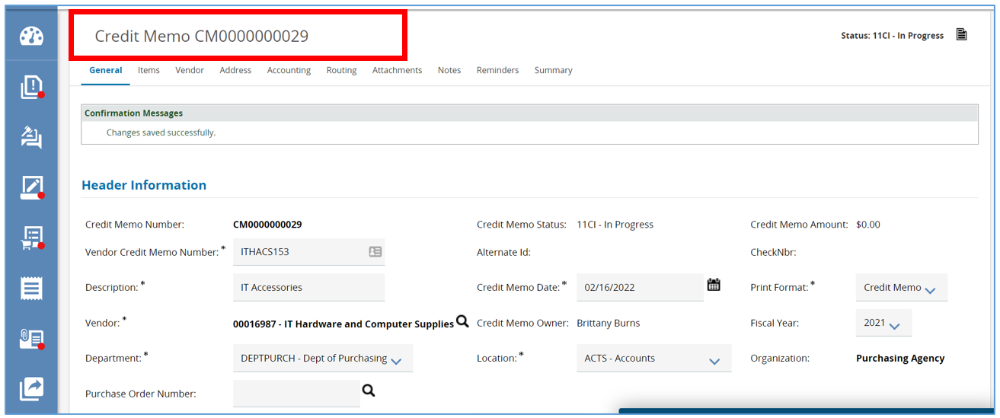 Credit Memo CM0000000029
Status: 11CI - In Progress
General Items Vendor Address Accounting Routing Attachments Notes Reminders Summary
Confirmation Messages
Changes saved successfully.
Header Information
Credit Memo Number: CM0000000029 Credit Memo Status: 11CI - In Progress Credit Memo Amount: $0.00
Vendor Credit Memo Number: * ITHACS153 Alternate Id: CheckNbr:
Description: * IT Accessories Credit Memo Date: * 02/16/2022 Print Format: * Credit Memo
Vendor: * 00016987 - IT Hardware and Computer Supplies Credit Memo Owner: Brittany Burns Fiscal Year: 2021
Department: * DEPTPURCH - Dept of Purchasing Location: * ACTS - Accounts Organization: Purchasing Agency
Purchase Order Number: